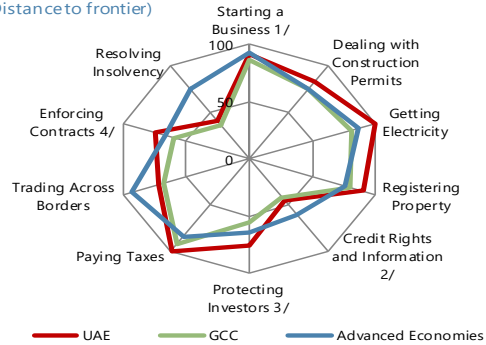 Distance to frontier)
Starting a
Business 1/
Dealing with
Construction
Permits
Getting
Electricity
Registering
Property
Credit Rights
and Information
2/
Protecting
Investors 3/
Paying Taxes
Trading Across
Borders
Enforcing
Contracts 4/
Resolving
Insolvency
100
50
0
UAE
GCC
Advanced Economies